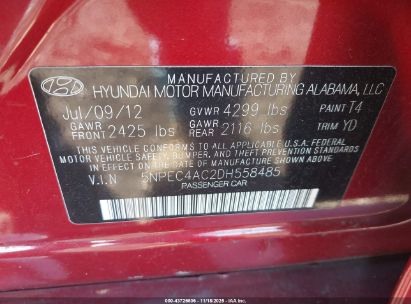 MANUFACTURED BY
HYUNDAI MOTOR MANUFACTURING ALABAMA, LLC
Jul/09/12 GVWR 4299 lbs PAINT T4
GAWR FRONT 2425 lbs GAWR REAR 2116 lbs TRIM YD
THIS VEHICLE CONFORMS TO ALL APPLICABLE U.S.A FEDERAL
MOTOR VEHICLE SAFETY, BUMPER, AND THEFT PREVENTION
STANDARDS IN EFFECT ON THE DATE OF MANUFACTURE SHOWN ABOVE.
V.I.N 5NPEC4AC2DH558485
PASSENGER CAR